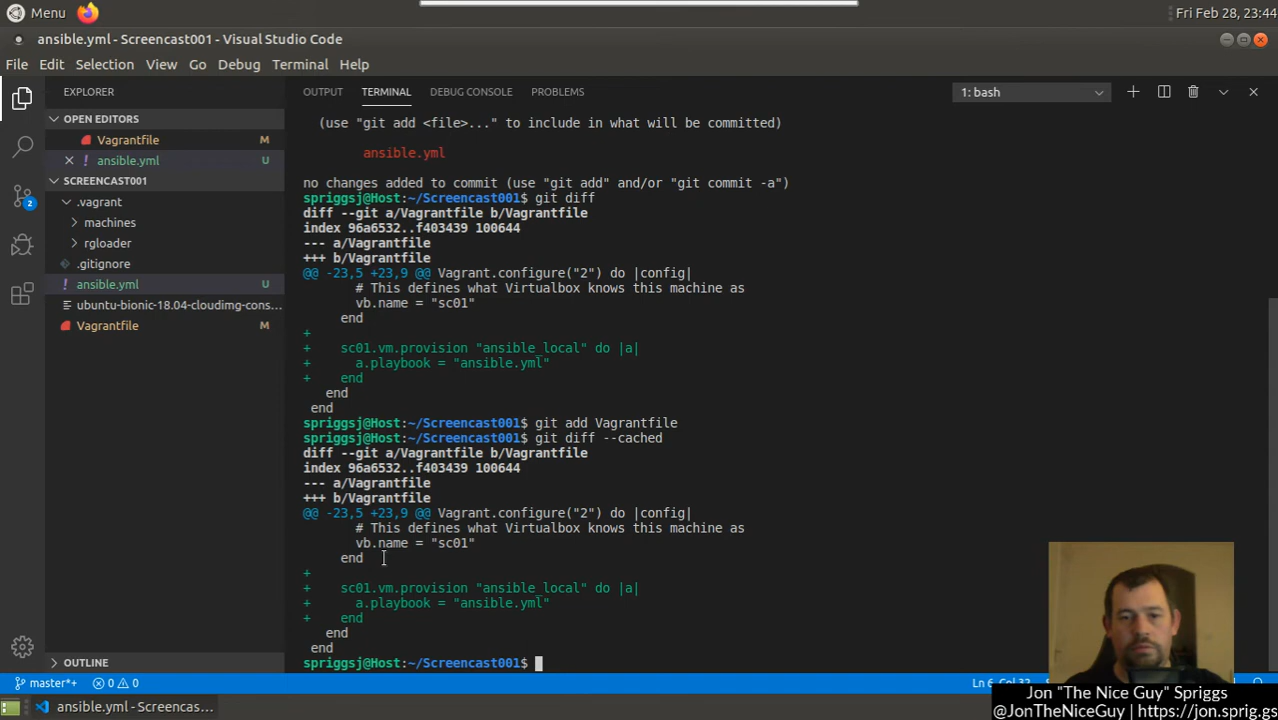 Menu
Fri Feb 28, 23:44
ansible.yml - Screencast001 - Visual Studio Code
File Edit Selection View Go Debug Terminal Help
EXPLORER
OUTPUT TERMINAL DEBUG CONSOLE PROBLEMS
1: bash
OPEN EDITORS
Vagrantfile M
ansible.yml U
SCREENCAST001
.vagrant
machines
rgloader
.gitignore
ansible.yml U
ubuntu-bionic-18.04-cloudimg-cons...
Vagrantfile M
OUTLINE
2
(use "git add <file>..." to include in what will be committed)
ansible.yml
no changes added to commit (use "git add" and/or "git commit -a")
spriggsj@Host:~/Screencast001$ git diff
diff --git a/Vagrantfile b/Vagrantfile
index 96a6532..f403439 100644
--- a/Vagrantfile
+++ b/Vagrantfile
@@ -23,5 +23,9 @@ Vagrant.configure("2") do |config|
# This defines what Virtualbox knows this machine as
vb.name = "sc01"
end
+
+ sc01.vm.provision "ansible_local" do |a|
+ a.playbook = "ansible.yml"
+ end
end
end
spriggsj@Host:~/Screencast001$ git add Vagrantfile
spriggsj@Host:~/Screencast001$ git diff --cached
diff --git a/Vagrantfile b/Vagrantfile
index 96a6532..f403439 100644
--- a/Vagrantfile
+++ b/Vagrantfile
@@ -23,5 +23,9 @@ Vagrant.configure("2") do |config|
# This defines what Virtualbox knows this machine as
vb.name = "sc01"
end
+
+ sc01.vm.provision "ansible_local" do |a|
+ a.playbook = "ansible.yml"
+ end
end
end
spriggsj@Host:~/Screencast001$
master*+ 0 0
Ln 6, Col 32
ansible.yml - Screencas...
Jon "The Nice Guy" Spriggs
@JonTheNiceGuy | https://jon.sprig.gs